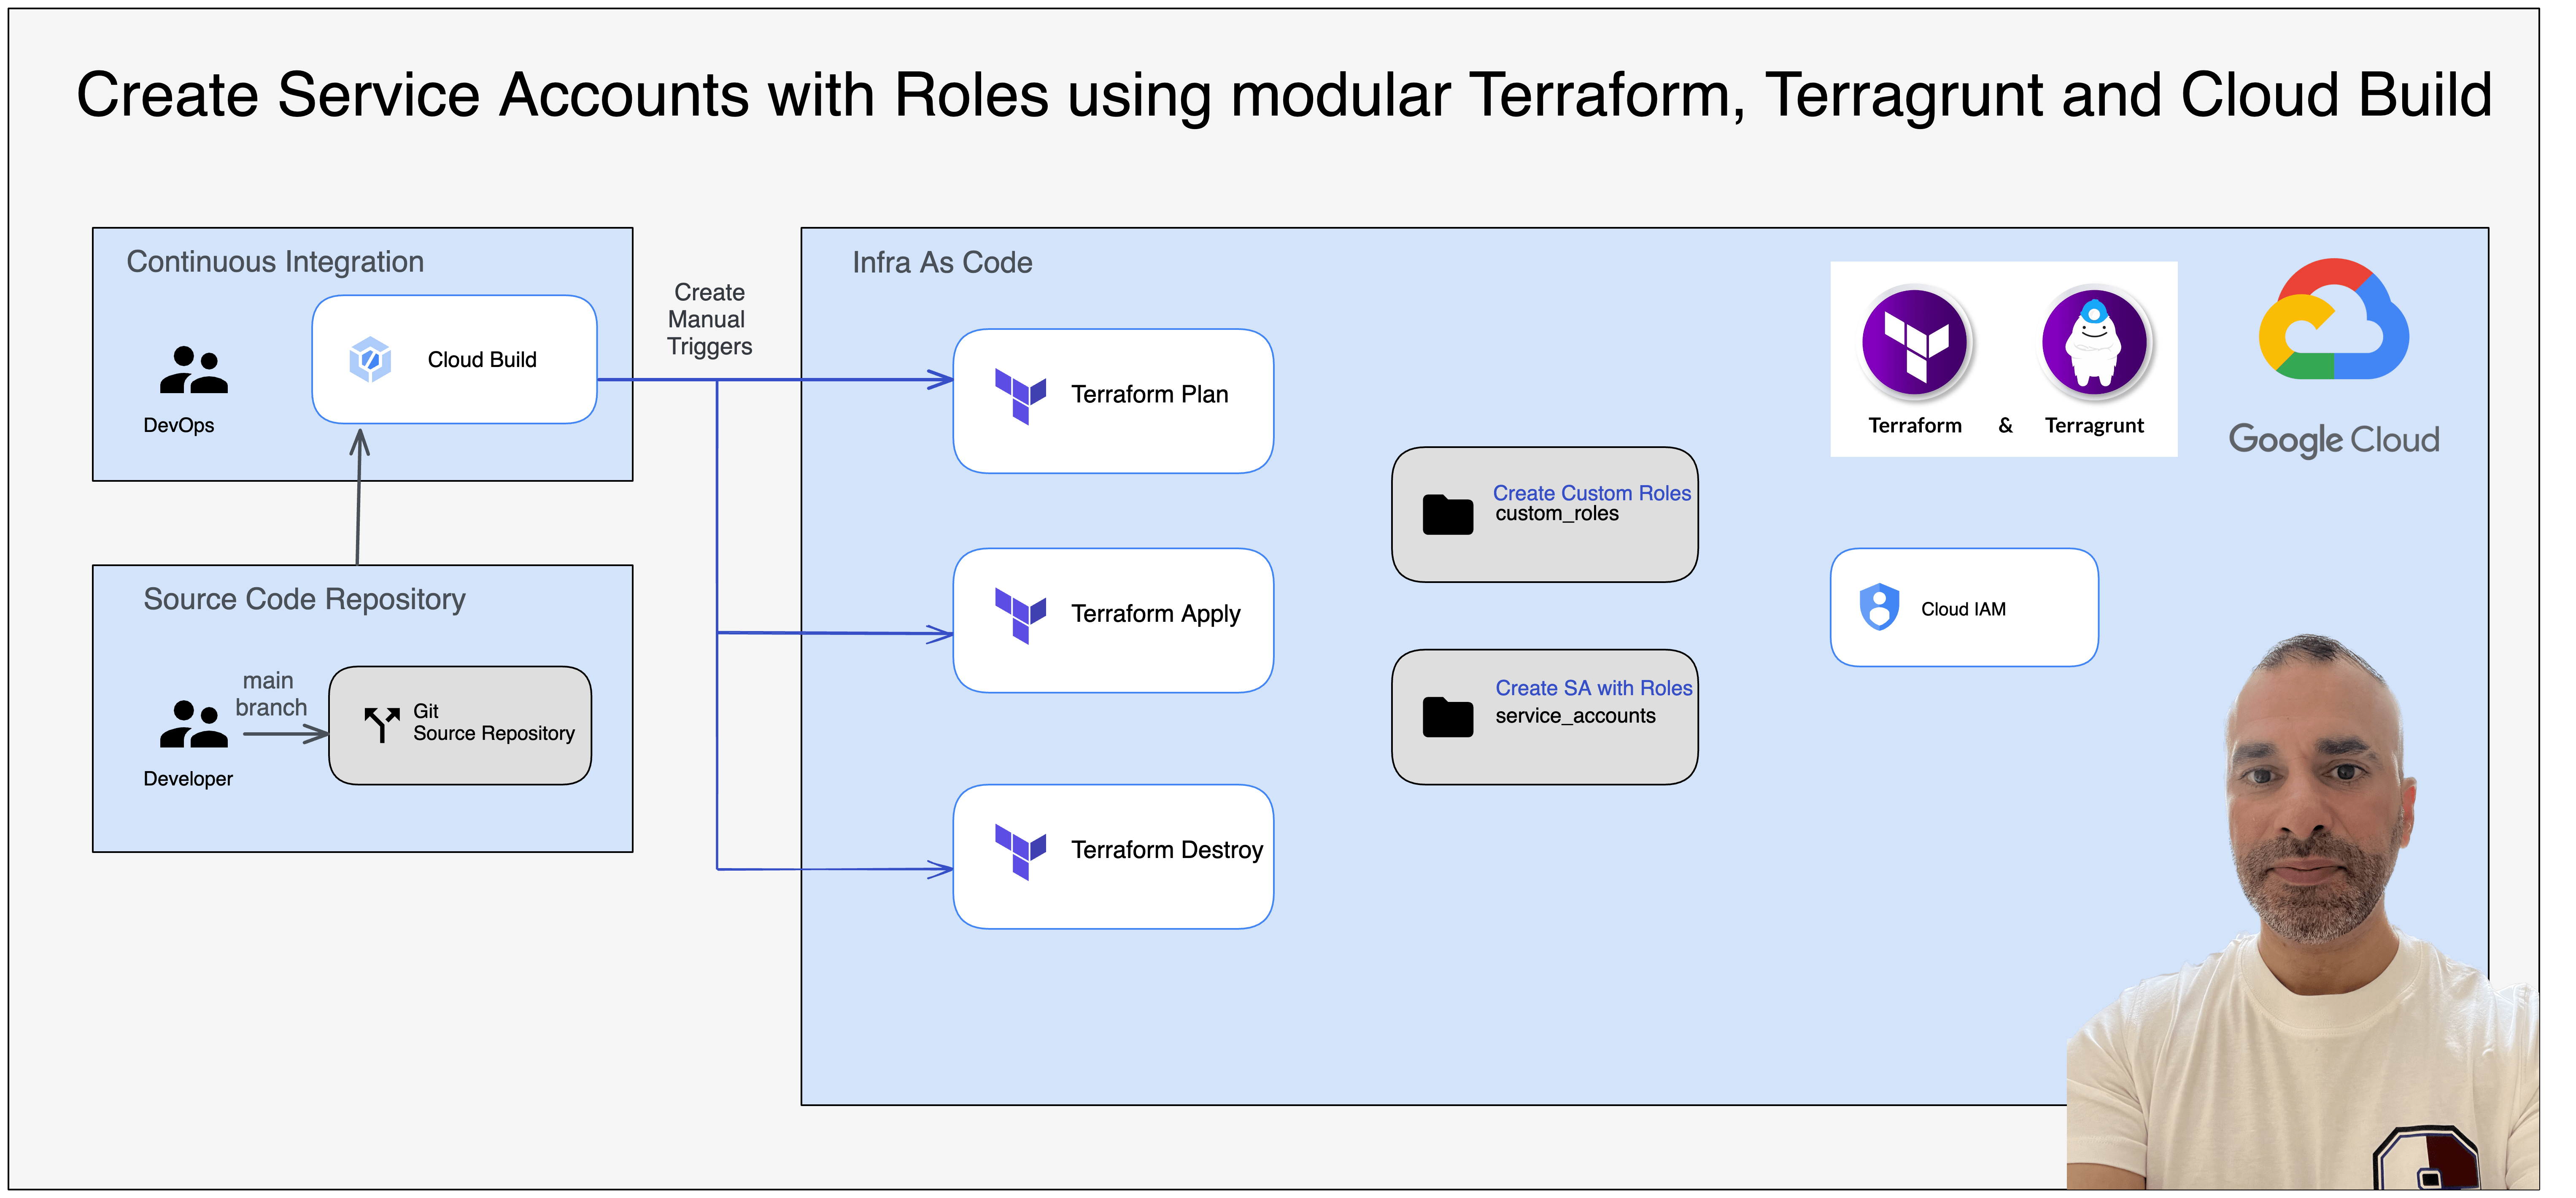 Create Service Accounts with Roles using modular Terraform, Terragrunt and Cloud Build
Continuous Integration
Cloud Build
DevOps
Create
Manual
Triggers
Source Code Repository
main
branch
Git
Source Repository
Developer
Infra As Code
Terraform Plan
Terraform Apply
Terraform Destroy
Create Custom Roles
custom_roles
Create SA with Roles
service_accounts
Terraform & Terragrunt
Google Cloud
Cloud IAM